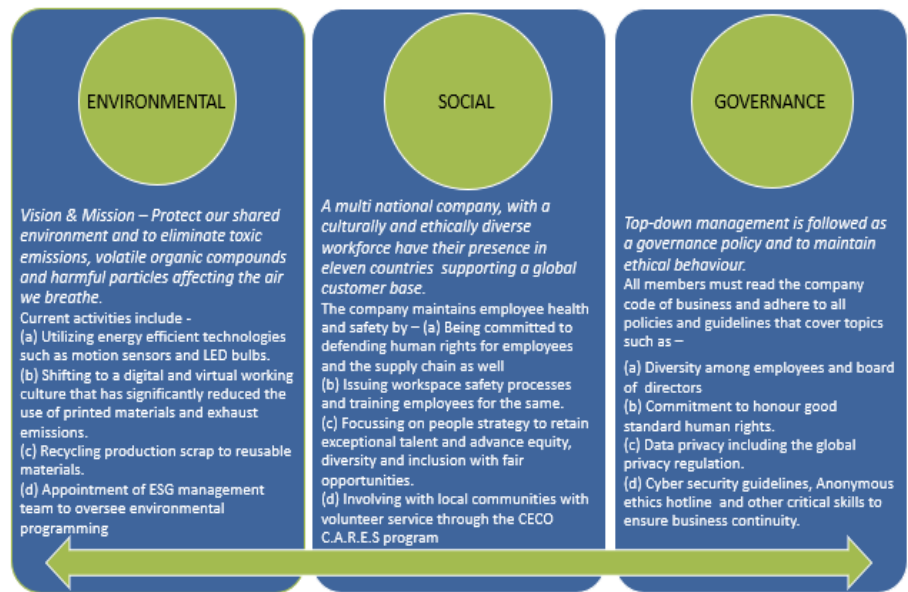 ENVIRONMENTAL
Vision & Mission – Protect our shared
environment and to eliminate toxic
emissions, volatile organic compounds
and harmful particles affecting the air
we breathe.
Current activities include -
(a) Utilizing energy efficient technologies
such as motion sensors and LED bulbs.
(b) Shifting to a digital and virtual working
culture that has significantly reduced the
use of printed materials and exhaust
emissions.
(c) Recycling production scrap to reusable
materials.
(d) Appointment of ESG management
team to oversee environmental
programming
SOCIAL
A multi national company, with a
culturally and ethically diverse
workforce have their presence in
eleven countries supporting a global
customer base.
The company maintains employee health
and safety by – (a) Being committed to
defending human rights for employees
and the supply chain as well
(b) Issuing workspace safety processes
and training employees for the same.
(c) Focussing on people strategy to retain
exceptional talent and advance equity,
diversity and inclusion with fair
opportunities.
(d) Involving with local communities with
volunteer service through the CECO
C.A.R.E.S program
GOVERNANCE
Top-down management is followed as
a governance policy and to maintain
ethical behaviour.
All members must read the company
code of business and adhere to all
policies and guidelines that cover topics
such as –
(a) Diversity among employees and board
of directors
(b) Commitment to honour good
standard human rights.
(c) Data privacy including the global
privacy regulation.
(d) Cyber security guidelines, Anonymous
ethics hotline and other critical skills to
ensure business continuity.